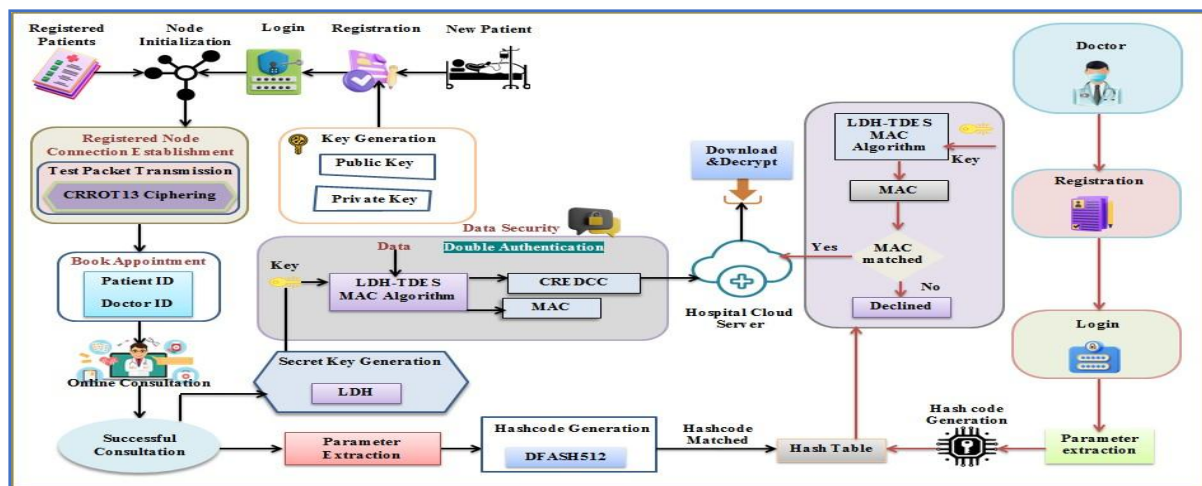 Registered
Patients
Node
Initialization
Login
Registration
New Patient
Registered Node
Connection Establishment
Test Packet Transmission
CRROT13 Ciphering
Key Generation
Public Key
Private Key
Book Appointment
Patient ID
Doctor ID
Online Consultation
Successful
Consultation
Data Security
Double Authentication
Data
Key
LDH-TDES
MAC Algorithm
CREDCC
MAC
Secret Key Generation
LDH
Parameter
Extraction
Hashcode Generation
DFASH512
Hashcode
Matched
Hash Table
Download
&Decrypt
Hospital Cloud
Server
LDH-TDES
MAC
Algorithm
Key
MAC
MAC
matched
Yes
No
Declined
Doctor
Registration
Login
Parameter
extraction
Hash code
Generation